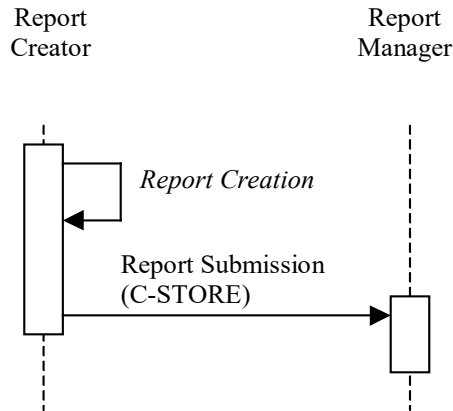 Report
Creator
Report
Manager
Report Creation
Report Submission
(C-STORE)